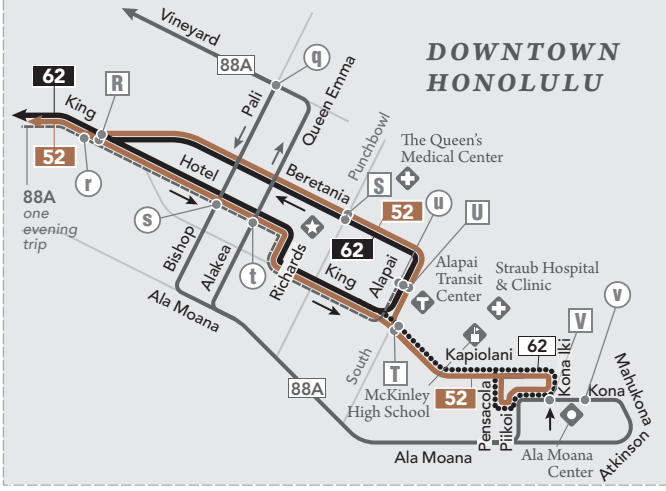 DOWNTOWN
HONOLULU
Vineyard
88A
q
Pali
Queen Emma
62
King
R
Punchbowl
The Queen's
Medical Center
52
r
88A
one
evening
trip
Hotel
Beretania
S
52
u
U
s
t
62
Bishop
Alakea
Richards
King
Alapai
Alapai
Transit
Center
T
Straub Hospital
& Clinic
v
Ala Moana
88A
South
T
McKinley
High School
Kapiolani
62
V
52
Pensacola
Piikoi
Kona Iki
Kona
Mahukona
Ala Moana
Ala Moana
Center
Atkinson